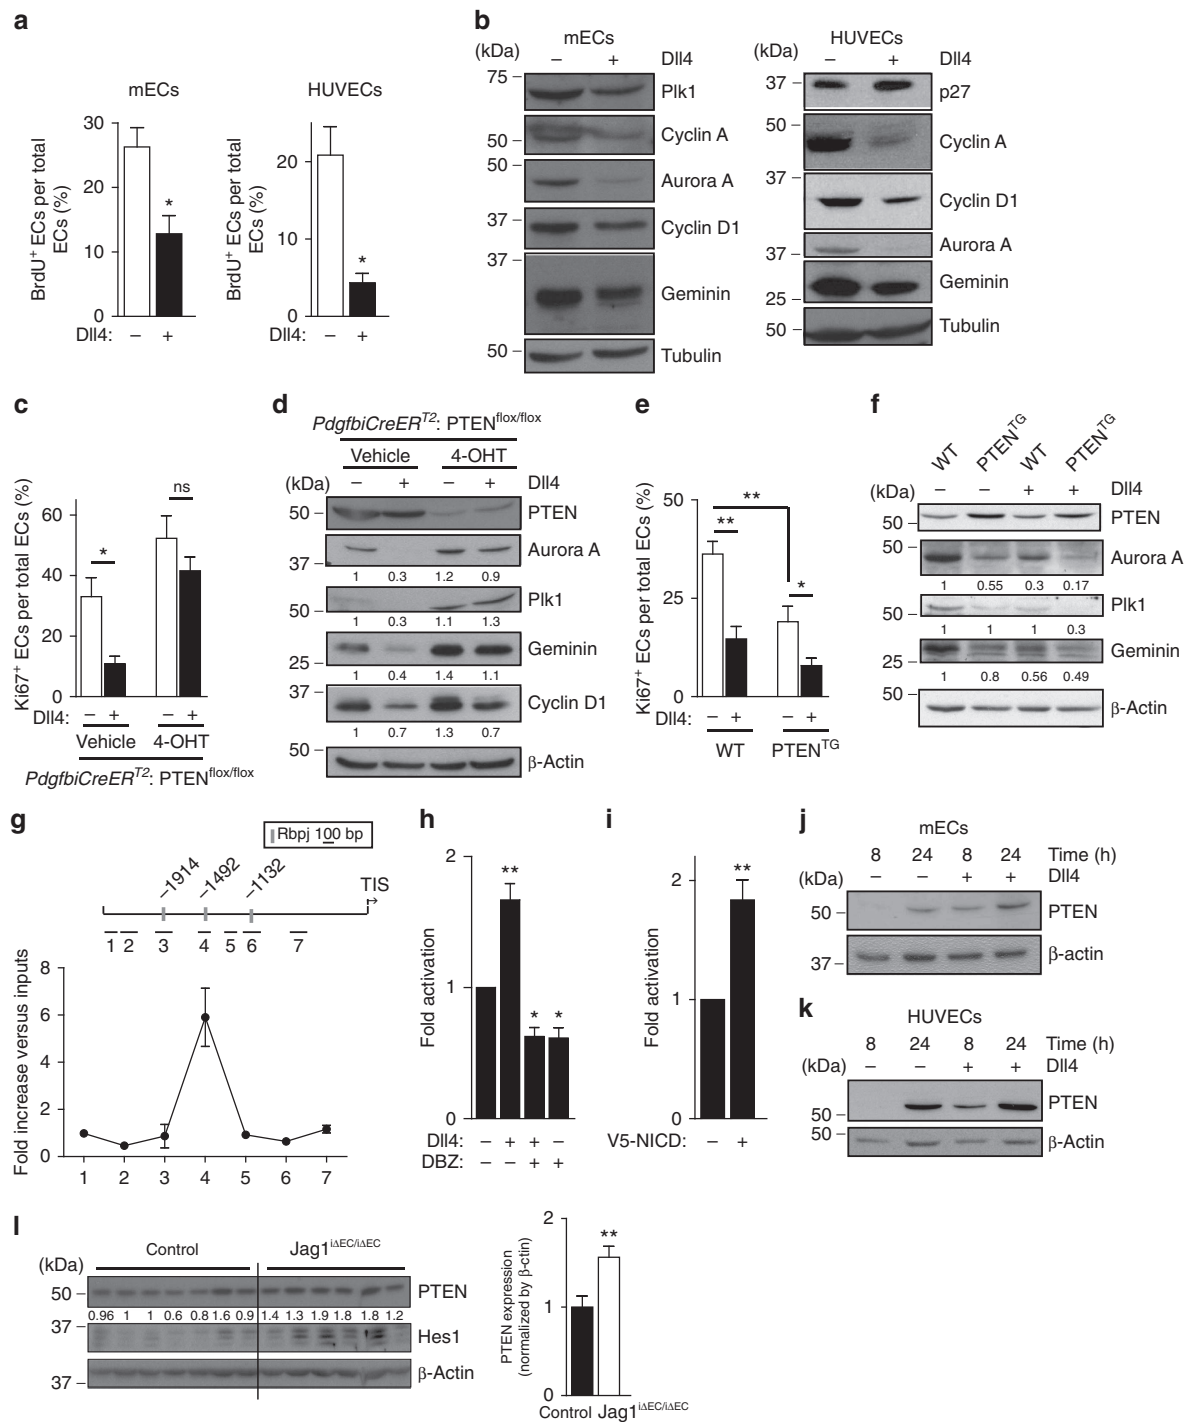 a
mECs
HUVECs
BrdU+ ECs per total
ECs (%)
30
20
10
0
Dll4: – +
BrdU+ ECs per total
ECs (%)
20
10
0
Dll4: – +
*
*
b
mECs
(kDa) – + Dll4
75 – Plk1
50 – Cyclin A
50 – Aurora A
37 – Cyclin D1
37 –
Geminin
50 – Tubulin
HUVECs
(kDa) – + Dll4
37 – p27
50 –
Cyclin A
37 –
Cyclin D1
Aurora A
37 –
Geminin
25 –
50 – Tubulin
c
Ki67+ ECs per total ECs (%)
60
40
20
0
*
ns
Dll4: – + – +
Vehicle 4-OHT
PdgfbiCreERT2: PTENflox/flox
d
PdgfbiCreERT2: PTENflox/flox
Vehicle 4-OHT
(kDa) – + – + Dll4
50 – PTEN
Aurora A
37 –
1 0.3 1.2 0.9
50 – Plk1
1 0.3 1.1 1.3
Geminin
25 –
1 0.4 1.4 1.1
37 –
Cyclin D1
1 0.7 1.3 0.7
50 –
β-Actin
e
Ki67+ ECs per total ECs (%)
50
25
0
**
**
*
Dll4: – + – +
WT PTENTG
f
WT PTENTG WT PTENTG
(kDa) – – + + Dll4
50 – PTEN
50 –
Aurora A
1 0.55 0.3 0.17
50 – Plk1
1 1 1 0.3
Geminin
25 –
1 0.8 0.56 0.49
50 –
β-Actin
g
Rbpj 100 bp
–1914 –1492 –1132 TIS
1 2 3 4 5 6 7
Fold increase versus inputs
8
6
4
2
0
1 2 3 4 5 6 7
h
Fold activation
2
1
0
**
* *
Dll4: – + + –
DBZ: – – + +
i
Fold activation
2
1
0
**
V5-NICD: – +
j
mECs
8 24 8 24 Time (h)
(kDa) – – + + Dll4
50 – PTEN
37 – β-actin
k
HUVECs
8 24 8 24 Time (h)
(kDa) – – + + Dll4
50 – PTEN
50 –
β-Actin
l
Control Jag1iΔEC/iΔEC
(kDa)
50 – PTEN
0.96 1 1 0.6 0.8 1.6 0.9 1.4 1.3 1.9 1.8 1.8 1.2
37 –
Hes1
β-Actin
37 –
PTEN expression
(normalized by β-ctin)
2
1
0
**
Control Jag1iΔEC/iΔEC